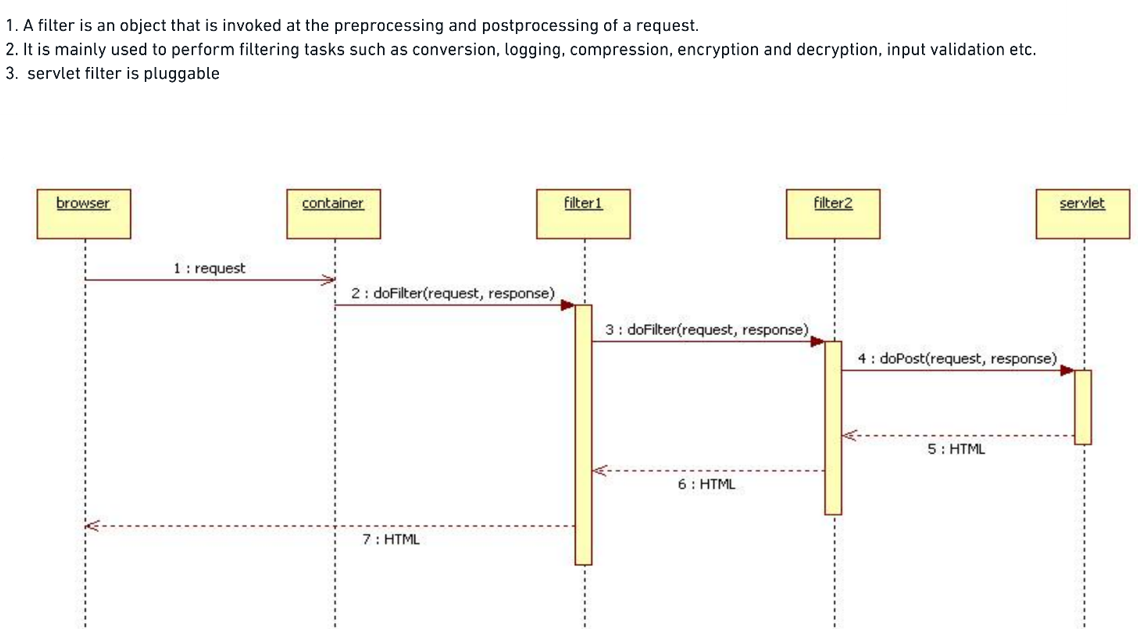 1. A filter is an object that is invoked at the preprocessing and postprocessing of a request.
2. It is mainly used to perform filtering tasks such as conversion, logging, compression, encryption and decryption, input validation etc.
3. servlet filter is pluggable
browser
container
filter1
filter2
servlet
1 : request
2 : doFilter(request, response)
3 : doFilter(request, response)
4 : doPost(request, response)
5 : HTML
6 : HTML
7 : HTML